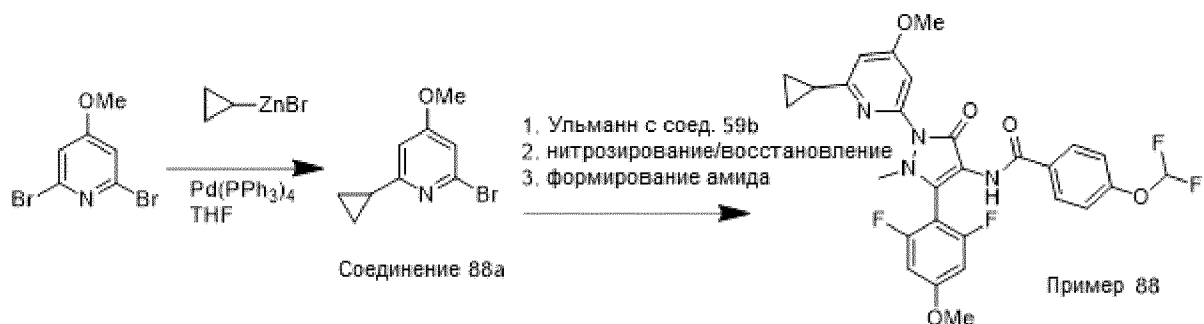 OMe
Br
N
Br
ZnBr
Pd(PPh3)4
THF
OMe
N
Br
Соединение 88a
1. Ульманн с соед. 59b
2. нитрозирование/восстановление
3. формирование амида
OMe
N
N
O
N
O
NH
F
F
O
F
F
OMe
Пример 88